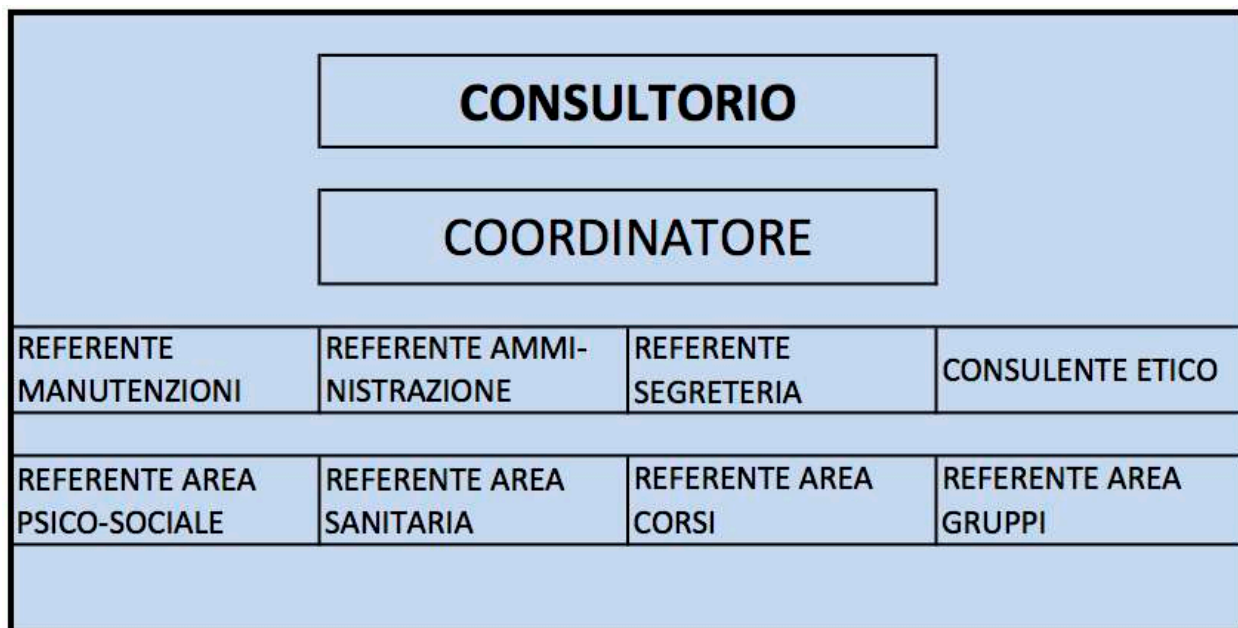 CONSULTORIO
COORDINATORE
REFERENTE
MANUTENZIONI
REFERENTE AMMI-
NISTRAZIONE
REFERENTE
SEGRETERIA
CONSULENTE ETICO
REFERENTE AREA
PSICO-SOCIALE
REFERENTE AREA
SANITARIA
REFERENTE AREA
CORSI
REFERENTE AREA
GRUPPI